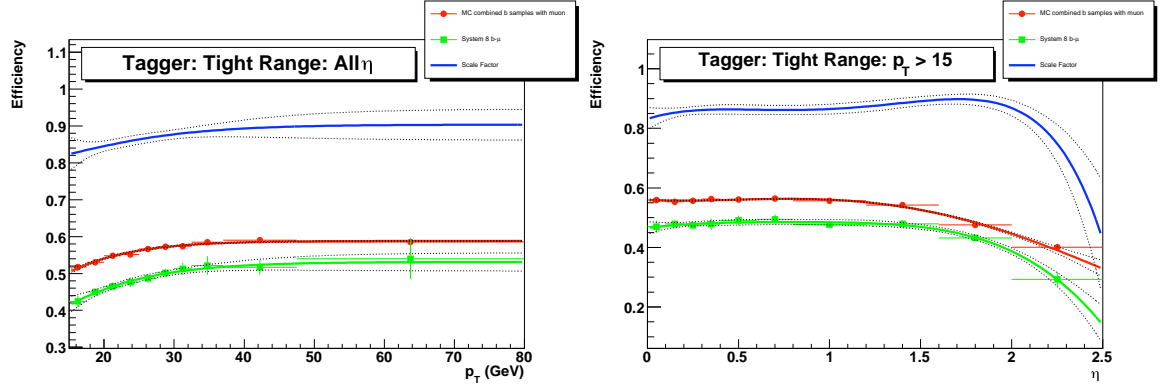 MC combined b samples with muon
System 8 b-μ
Scale Factor
Tagger: Tight Range: All η
Efficiency
1.1
1
0.9
0.8
0.7
0.6
0.5
0.4
0.3
20 30 40 50 60 70 80
p_T (GeV)
MC combined b samples with muon
System 8 b-μ
Scale Factor
Tagger: Tight Range: p_T > 15
Efficiency
1
0.8
0.6
0.4
0.2
0 0.5 1 1.5 2 2.5
η